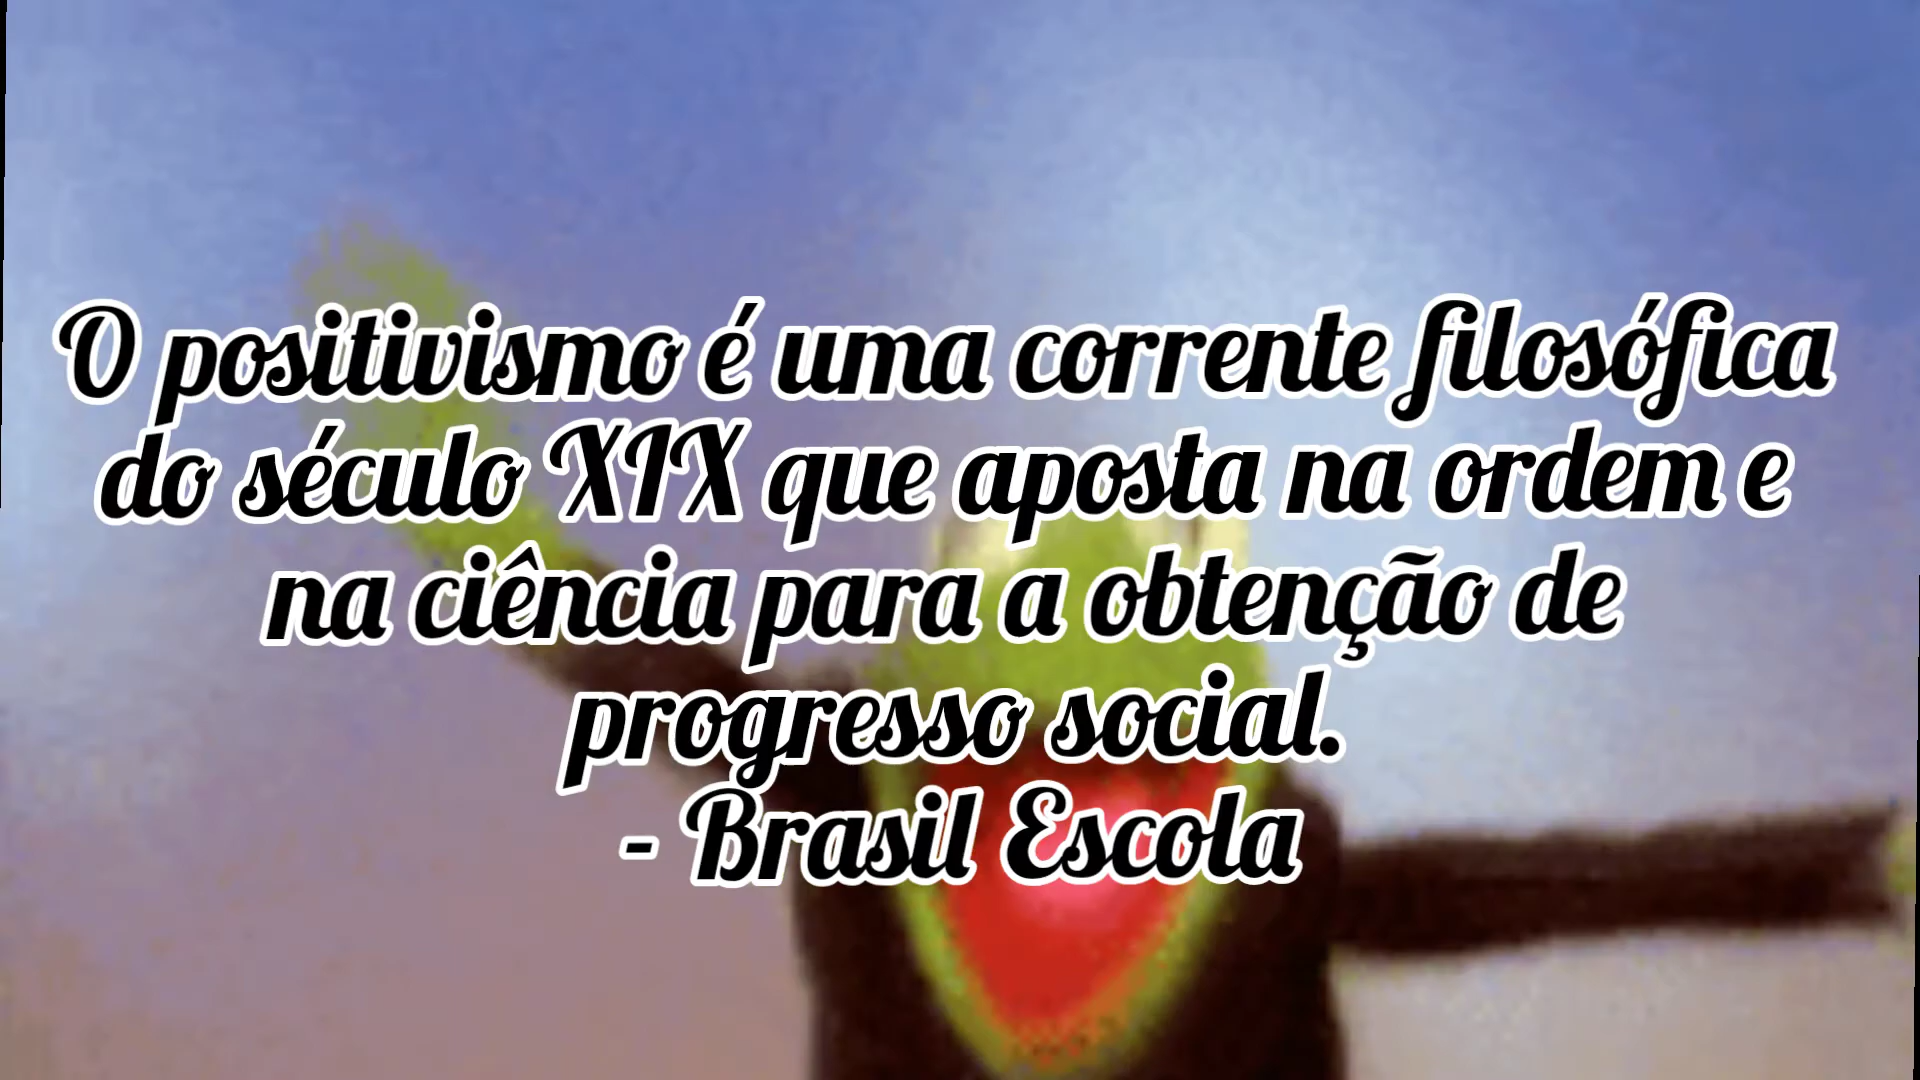 O positivismo é uma corrente filosófica
do século XIX que aposta na ordem e
na ciência para a obtenção de
progresso social.
- Brasil Escola